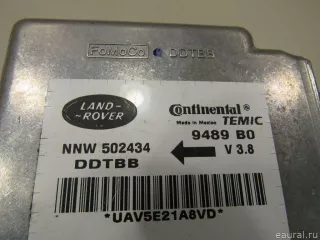 FoMoCo DDTBB
LAND-
-ROVER
Continental®
Made in Mexico TEMIC
9489 B0
NNW 502434
V 3.8
DDTBB
*UAV5E21A8VD*
eaural.ru